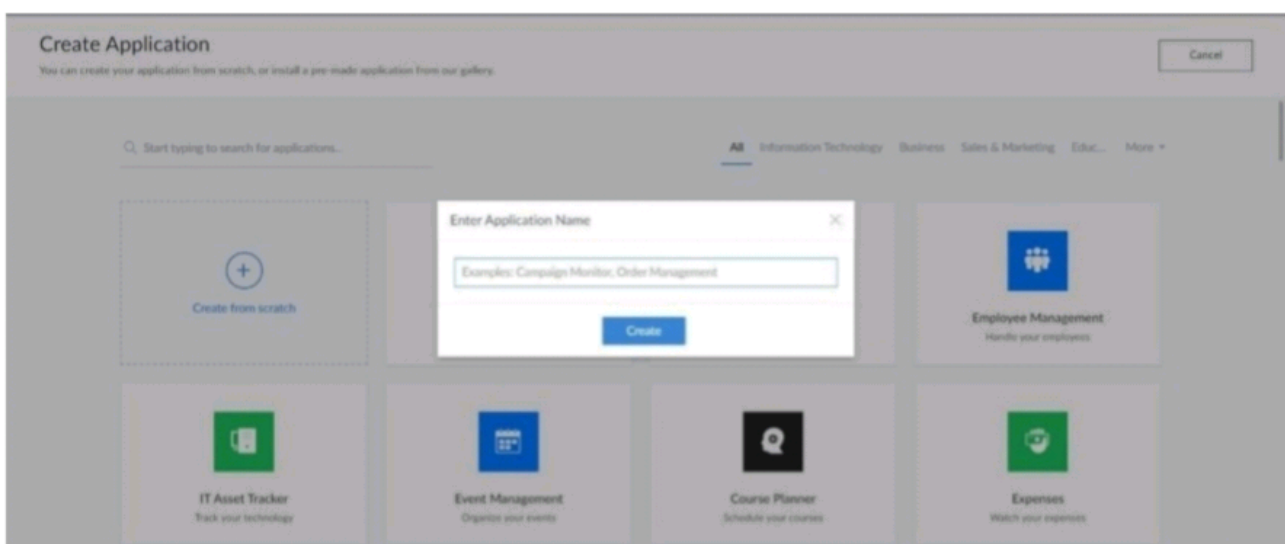 Create Application
You can create your application from scratch, or install a pre-made application from our gallery.
Cancel
Start typing to search for applications..
All Information Technology Business Sales & Marketing Educ... More
Enter Application Name
Examples: Campaign Monitor, Order Management
Create
Create from scratch
Employee Management
Handle your employees
IT Asset Tracker
Track your technology
Event Management
Organize your events
Course Planner
Schedule your courses
Expenses
Watch your expenses